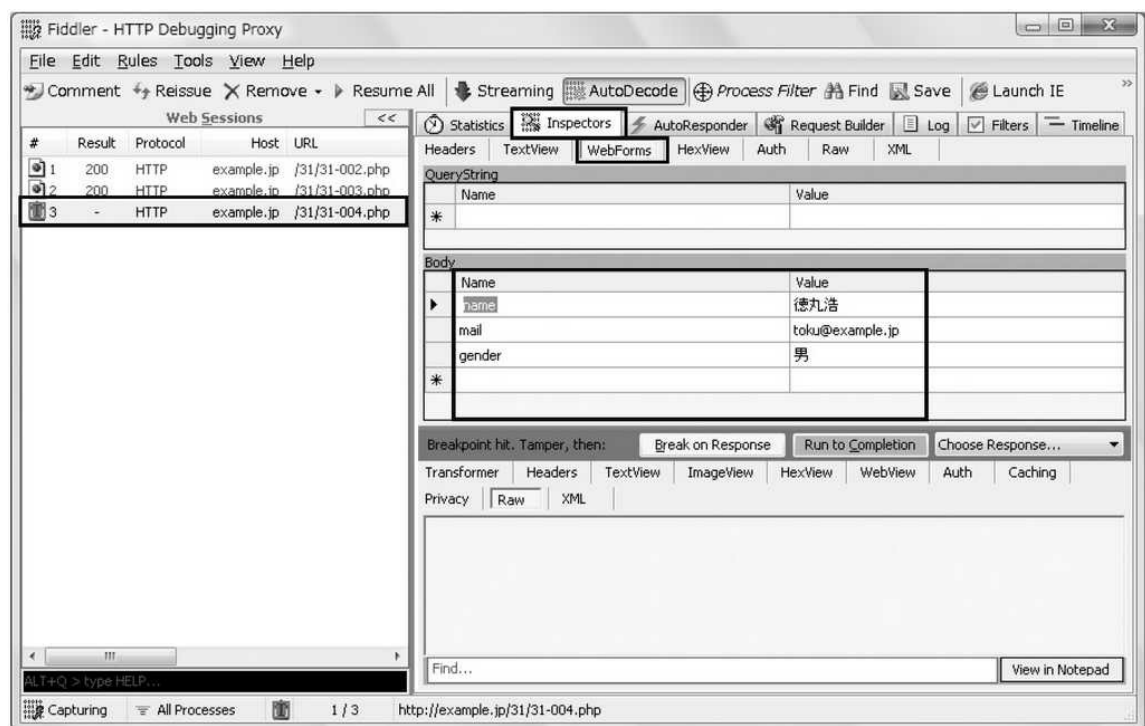 Fiddler - HTTP Debugging Proxy
File Edit Rules Tools View Help
Comment Reissue Remove Resume All Streaming AutoDecode Process Filter Find Save Launch IE >>
Web Sessions <<
# Result Protocol Host URL
1 200 HTTP example.jp /31/31-002.php
2 200 HTTP example.jp /31/31-003.php
3 - HTTP example.jp /31/31-004.php
Statistics Inspectors AutoResponder Request Builder Log Filters Timeline
Headers TextView WebForms HexView Auth Raw XML
QueryString
Name Value
*
Body
Name Value
name 徳丸浩
mail toku@example.jp
gender 男
*
Breakpoint hit. Tamper, then: Break on Response Run to Completion Choose Response...
Transformer Headers TextView ImageView HexView WebView Auth Caching
Privacy Raw XML
Find... View in Notepad
ALT+Q > type HELP...
Capturing All Processes 1 / 3 http://example.jp/31/31-004.php